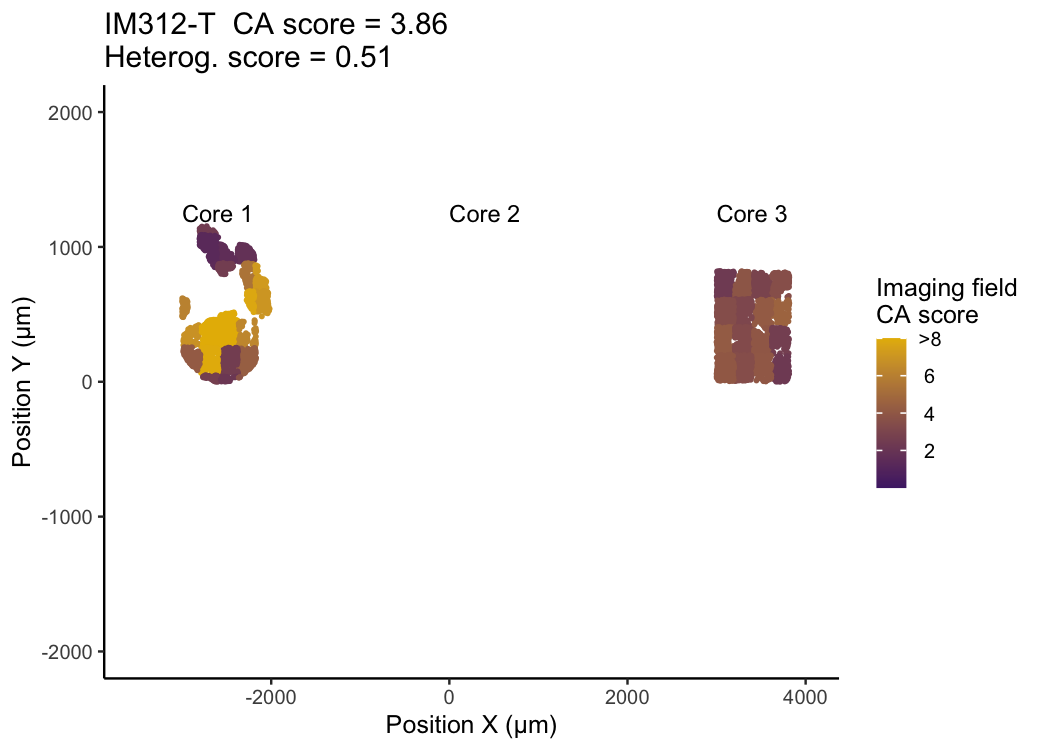 IM312-T  CA score = 3.86
Heterog. score = 0.51
Core 1
Core 2
Core 3
2000
1000
0
-1000
-2000
Position Y (µm)
-2000
0
2000
4000
Position X (µm)
Imaging field
CA score
>8
6
4
2